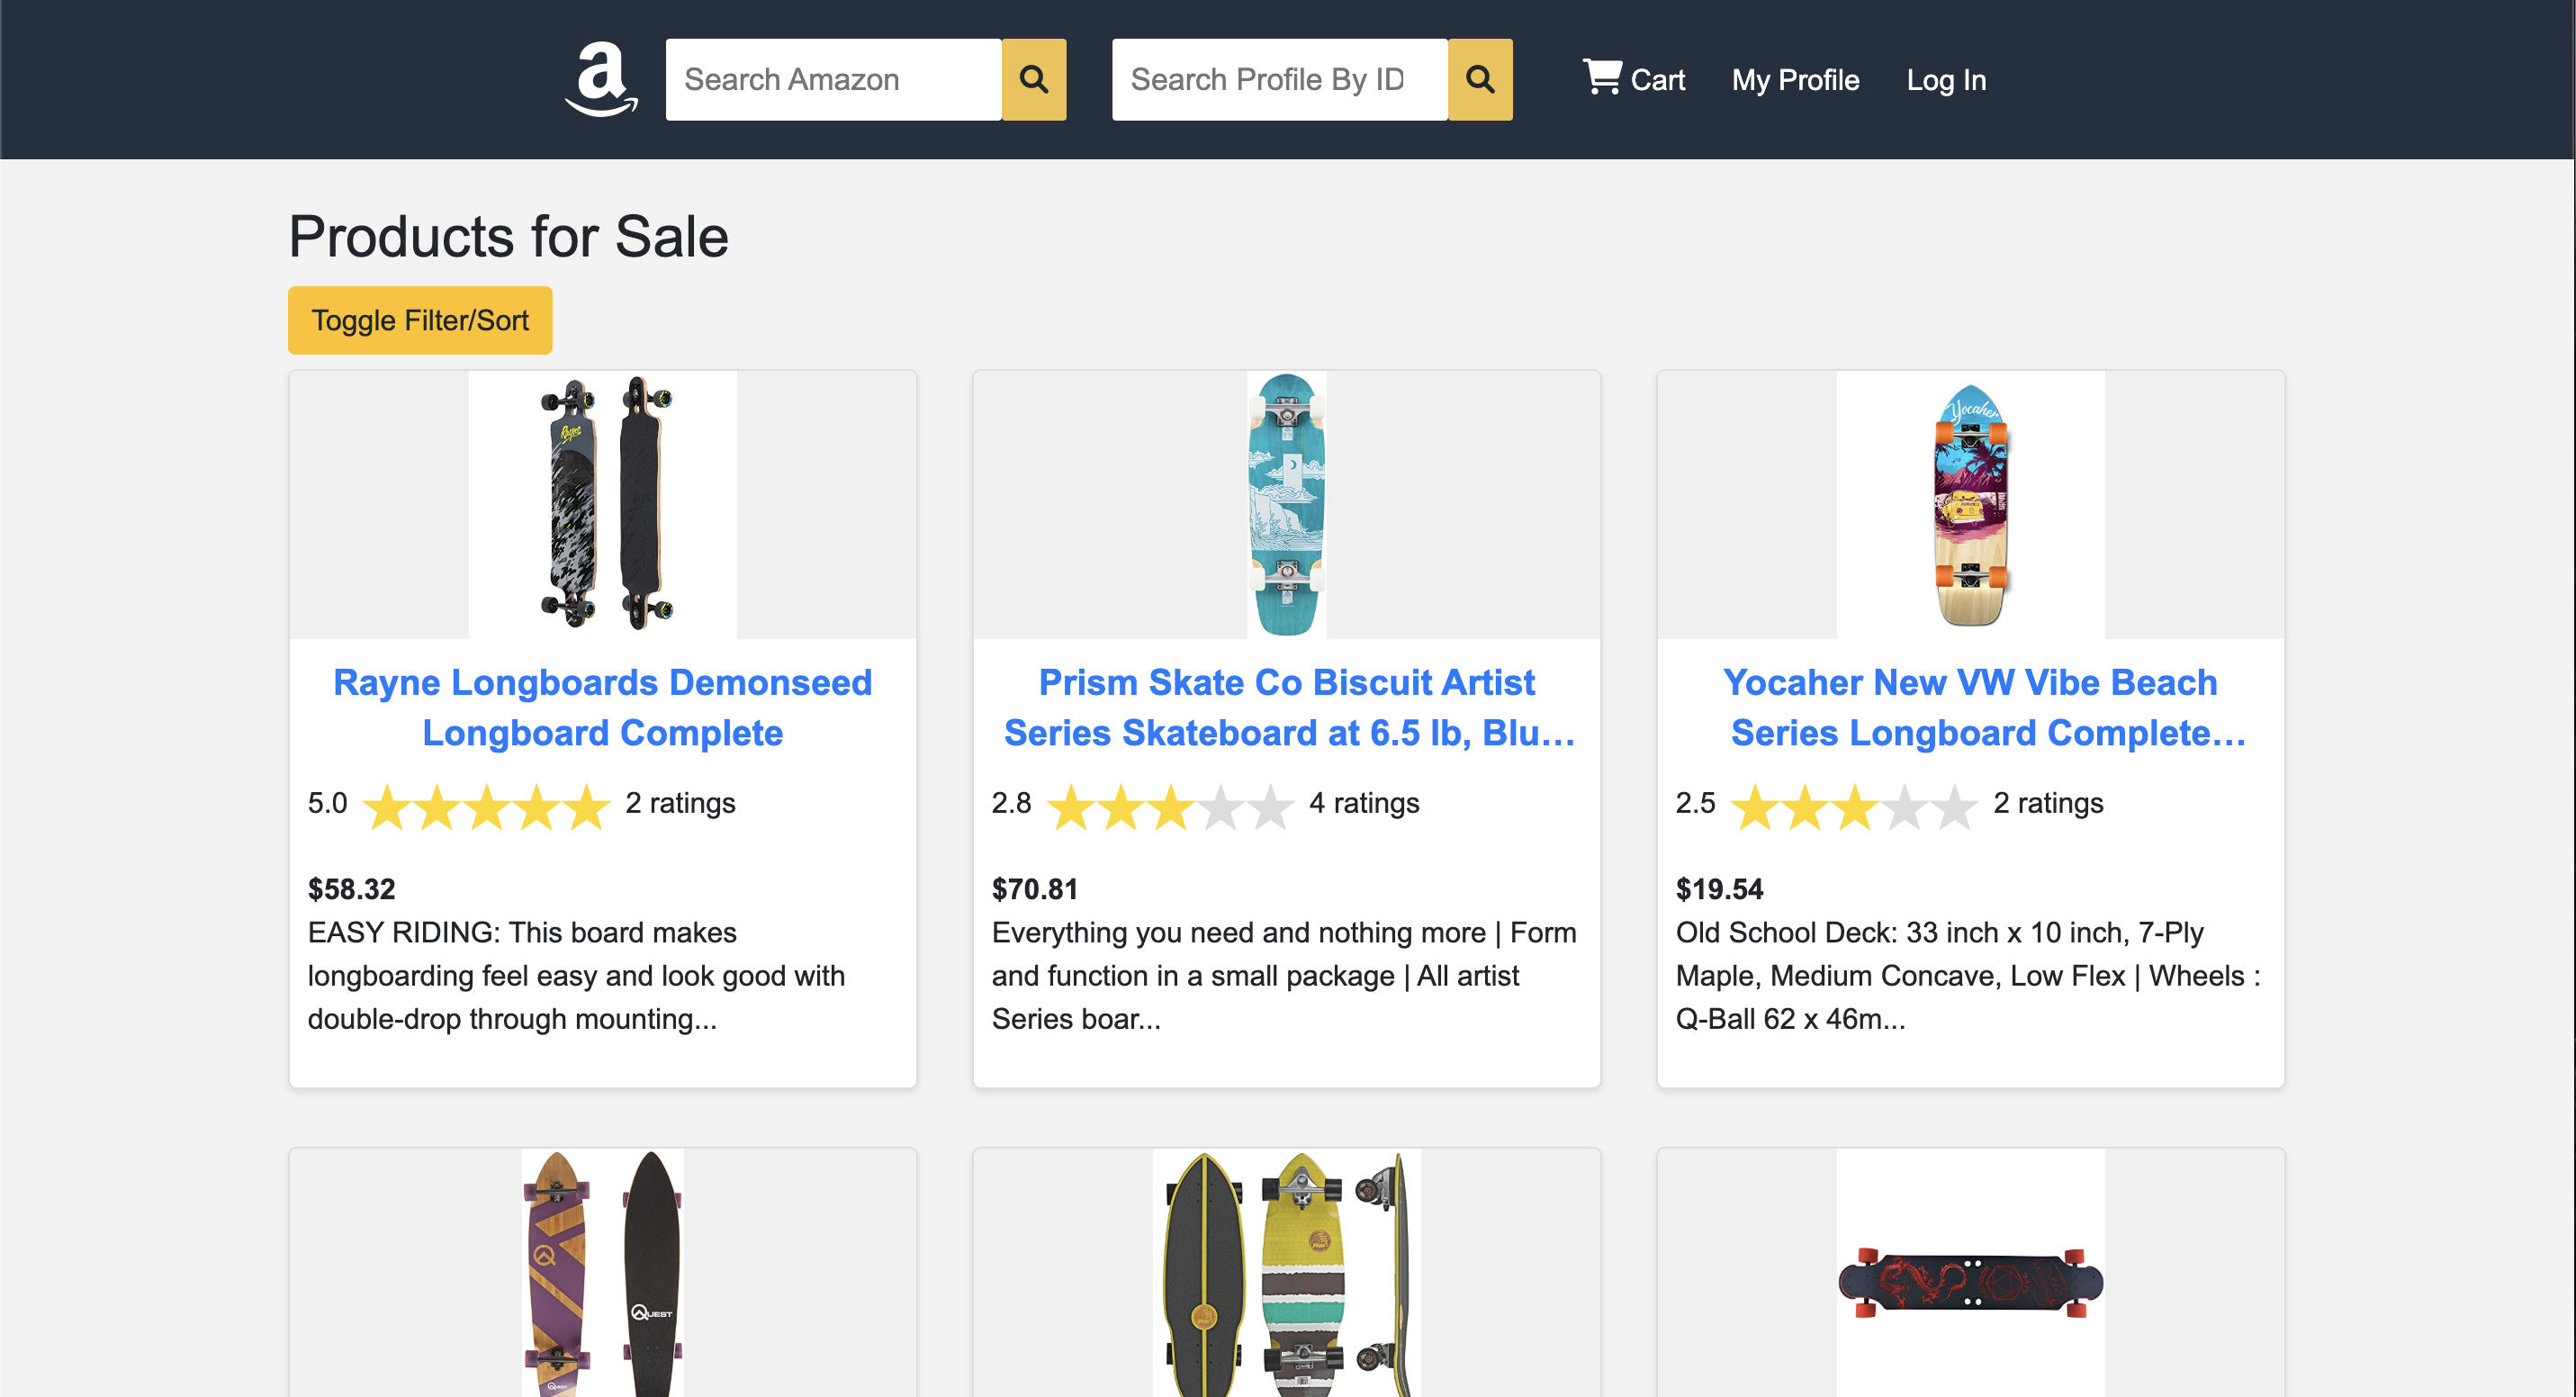 a
Search Amazon
Search Profile By ID
Cart
My Profile
Log In
Products for Sale
Toggle Filter/Sort
Rayne
Yocaher
Rayne Longboards Demonseed
Longboard Complete
Prism Skate Co Biscuit Artist
Series Skateboard at 6.5 lb, Blu...
Yocaher New VW Vibe Beach
Series Longboard Complete...
5.0
2 ratings
2.8
4 ratings
2.5
2 ratings
$58.32
EASY RIDING: This board makes
longboarding feel easy and look good with
double-drop through mounting...
$70.81
Everything you need and nothing more | Form
and function in a small package | All artist
Series boar...
$19.54
Old School Deck: 33 inch x 10 inch, 7-Ply
Maple, Medium Concave, Low Flex | Wheels :
Q-Ball 62 x 46m...
QUEST